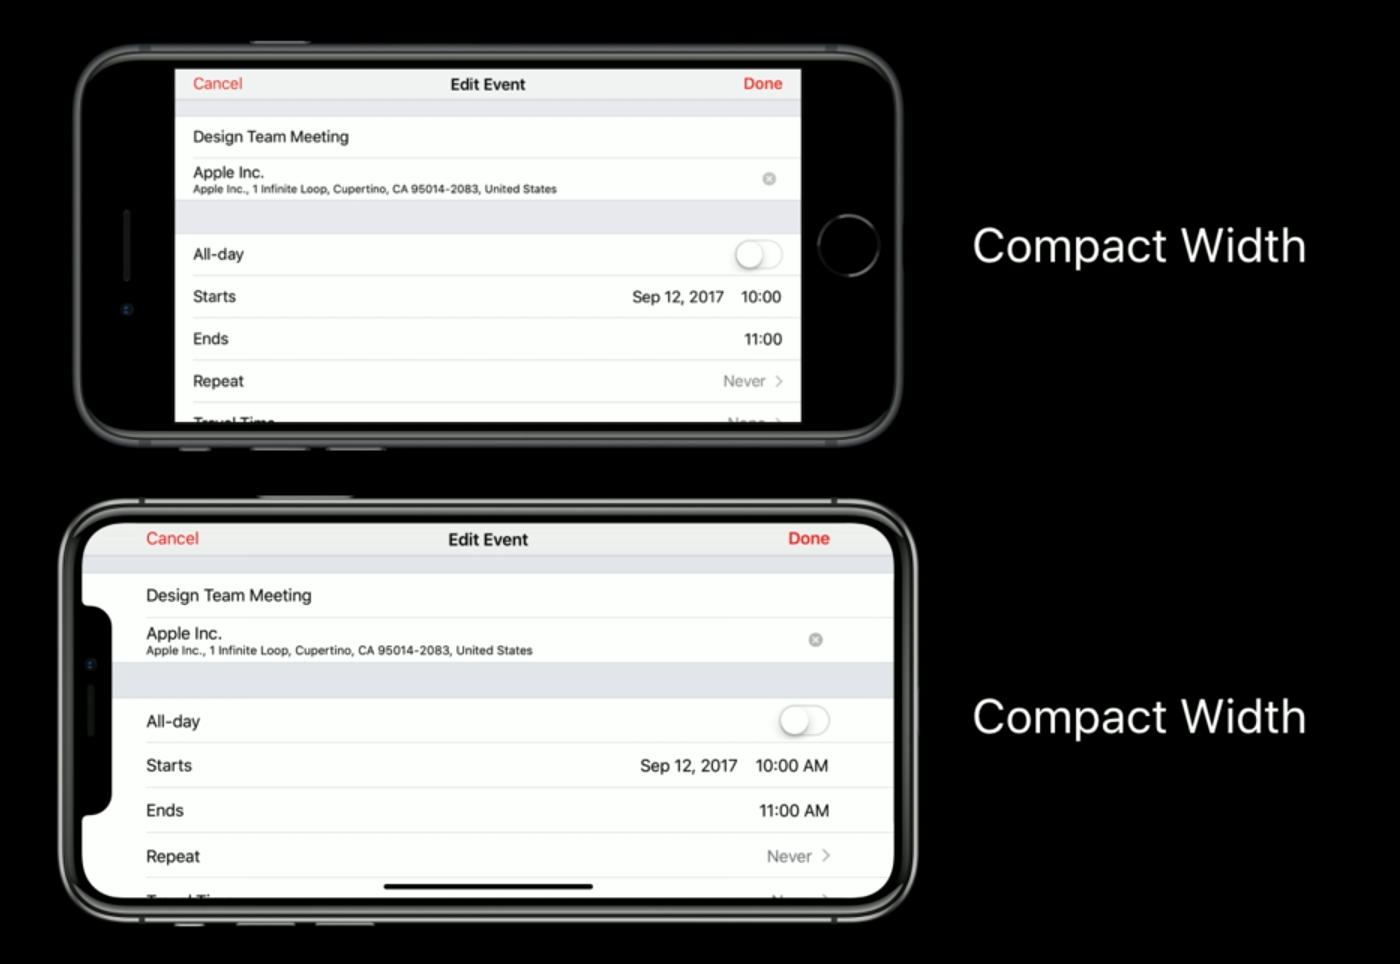 Cancel Edit Event Done
Design Team Meeting
Apple Inc.
Apple Inc., 1 Infinite Loop, Cupertino, CA 95014-2083, United States
All-day
Starts Sep 12, 2017 10:00
Ends 11:00
Repeat Never
Travel Time None
Compact Width
Cancel Edit Event Done
Design Team Meeting
Apple Inc.
Apple Inc., 1 Infinite Loop, Cupertino, CA 95014-2083, United States
All-day
Starts Sep 12, 2017 10:00 AM
Ends 11:00 AM
Repeat Never
Compact Width